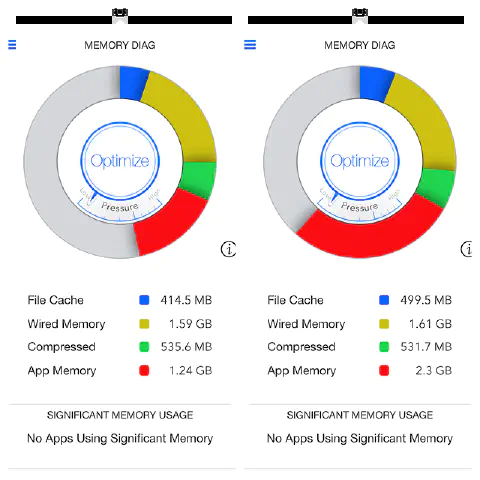 MEMORY DIAG
Optimize
Low
Pressure
High
File Cache 414.5 MB
Wired Memory 1.59 GB
Compressed 535.6 MB
App Memory 1.24 GB
SIGNIFICANT MEMORY USAGE
No Apps Using Significant Memory
MEMORY DIAG
Optimize
Low
Pressure
High
File Cache 499.5 MB
Wired Memory 1.61 GB
Compressed 531.7 MB
App Memory 2.3 GB
SIGNIFICANT MEMORY USAGE
No Apps Using Significant Memory